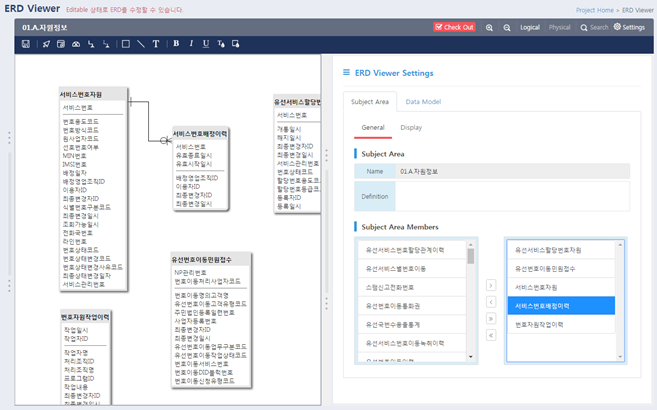 ERD Viewer Editable 상태로 ERD를 수정할 수 있습니다.
Project Home » ERD Viewer
01.A.자원정보
Check Out Logical / Physical Search Settings
B I U T
서비스번호자원
서비스번호
번호용도코드
번호방식코드
원사업자코드
선호번호여부
MIN번호
IMSI번호
배정일자
배정영업조직ID
이용자ID
최종변경자ID
식별번호구분코드
최종변경일시
조회가능일시
전화국번호
라인번호
번호상태코드
번호상태변경코드
번호상태변경사유코드
최종상태변경일자
서비스관리번호
서비스번호배정이력
서비스번호
유효종료일시
유효시작일시
배정영업조직ID
이용자ID
최종변경자ID
최종변경일시
유선서비스할당번
서비스번호
개통일시
해지일시
최종변경자ID
최종변경일시
서비스관리번호
번호상태코드
할당번호용도코
할당번호등급코
등록자ID
등록일시
유선번호이동민원접수
NP관리번호
번호이동처리사업자코드
번호이동명의고객명
유선번호이동고객유형코드
주민법인등록일련번호
사업자등록번호
최종변경자ID
최종변경일시
유선번호이동업무구분코드
유선번호이동작업상태코드
번호이동서비스번호
번호이동DID블럭번호
번호이동신청유형코드
번호자원작업이력
작업일시
작업자ID
작업자명
처리조직ID
처리조직명
프로그램ID
작업내용
최종변경자ID
최종변경일시
ERD Viewer Settings
Subject Area Data Model
General Display
Subject Area
Name 01.A.자원정보
Definition
Subject Area Members
유선서비스번호할당관계이력
유선서비스별번호이동
스팸신고전화번호
유선번호이동통화권
유선국번수용율통계
유선서비스번호이동녹취이력
유선번호이동이력
유선서비스할당번호자원
유선번호이동민원접수
서비스번호자원
서비스번호배정이력
번호자원작업이력